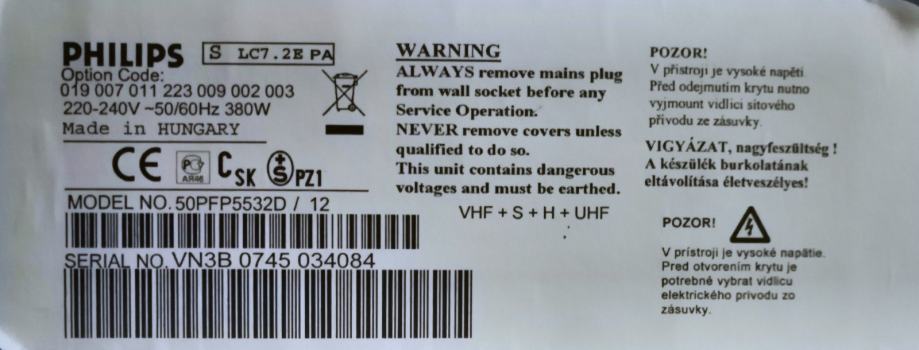 PHILIPS
S LC7.2E PA
Option Code:
019 007 011 223 009 002 003
220-240V ~50/60Hz 380W
Made in HUNGARY
CE PC AR46 CSK +S PZ1
MODEL NO. 50PFP5532D / 12
SERIAL NO. VN3B 0745 034084
WARNING
ALWAYS remove mains plug
from wall socket before any
Service Operation.
NEVER remove covers unless
qualified to do so.
This unit contains dangerous
voltages and must be earthed.
VHF + S + H + UHF
POZOR!
V přístroji je vysoké napětí
Před odejmutím krytu nutno
vyjmount vidlici síťového
přívodu ze zásuvky.
VIGYÁZAT, nagyfeszültség !
A készülék burkolatának
eltávolítása életveszélyes!
POZOR!
V prístroji je vysoké napätie.
Pred otvorením krytu je
potrebné vybrat vidlicu
elektrického prívodu zo
zásuvky.